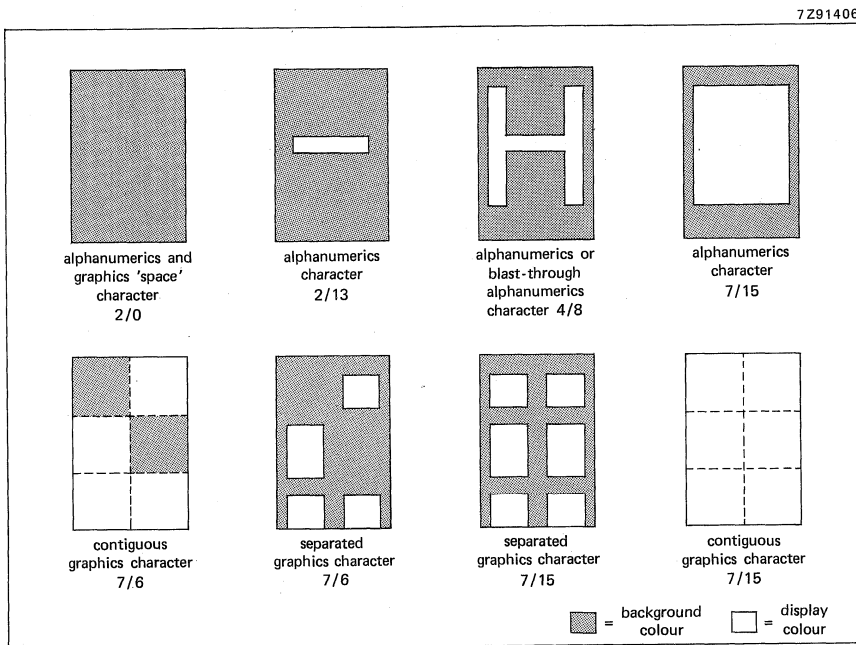 7Z91406
alphanumerics and
graphics 'space'
character
2/0
alphanumerics
character
2/13
alphanumerics or
blast-through
alphanumerics
character 4/8
alphanumerics
character
7/15
contiguous
graphics character
7/6
separated
graphics character
7/6
separated
graphics character
7/15
contiguous
graphics character
7/15
= background
colour
= display
colour